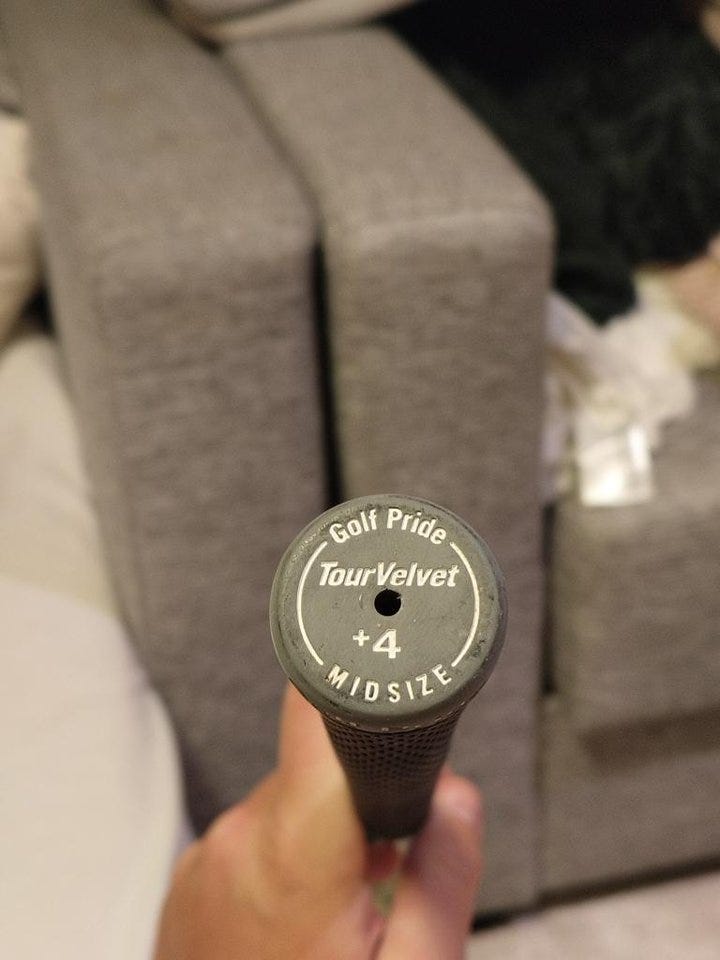 Golf Pride
TourVelvet
+4
MIDSIZE